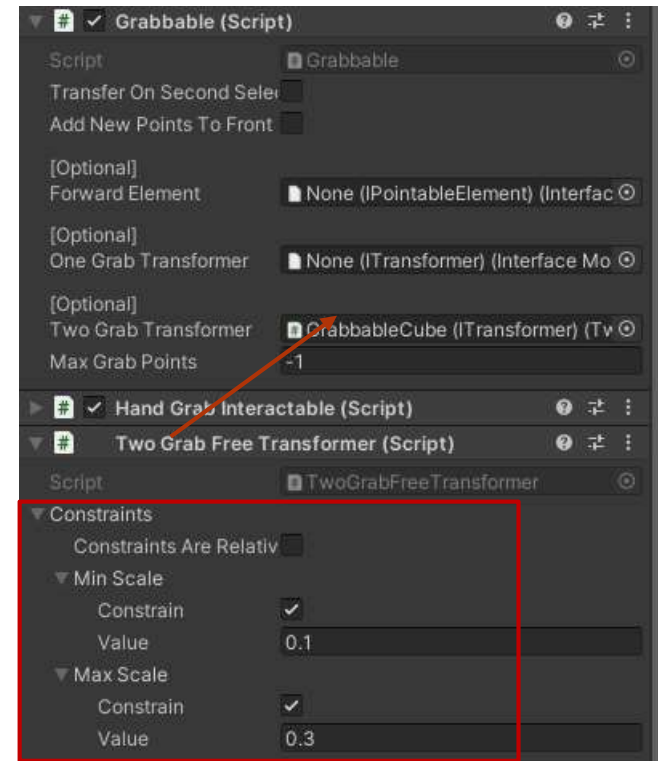 Grabbable (Script)
Script Grabbable
Transfer On Second Sele
Add New Points To Front
[Optional]
Forward Element None (IPointableElement) (Interfac
[Optional]
One Grab Transformer None (ITransformer) (Interface Mo
[Optional]
Two Grab Transformer GrabbableCube (ITransformer) (Tw
Max Grab Points -1
Hand Grab Interactable (Script)
Two Grab Free Transformer (Script)
Script TwoGrabFreeTransformer
Constraints
Constraints Are Relativ
Min Scale
Constrain
Value 0.1
Max Scale
Constrain
Value 0.3